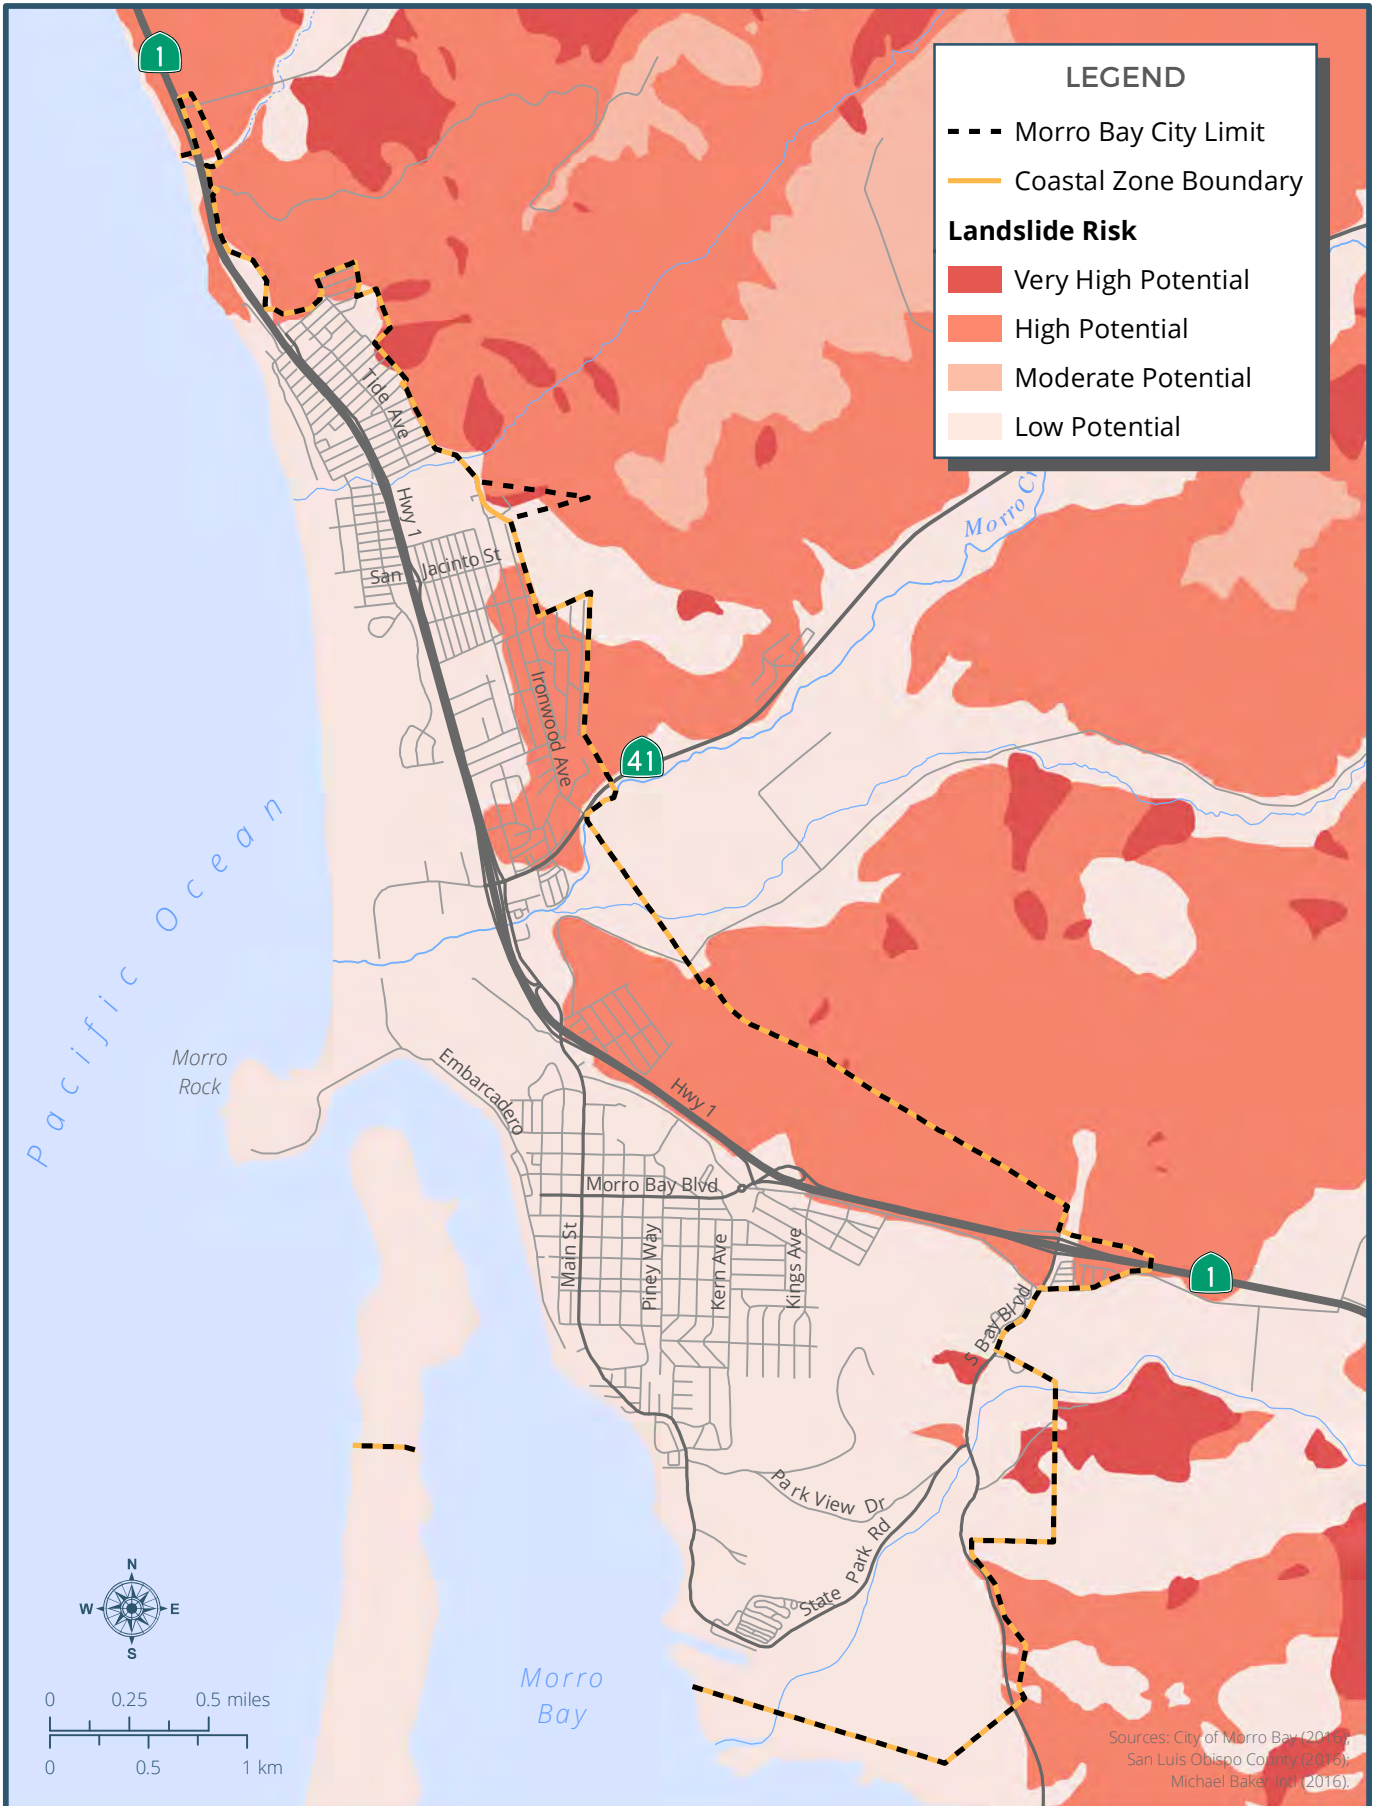 1
LEGEND
Morro Bay City Limit
Coastal Zone Boundary
Landslide Risk
Very High Potential
High Potential
Moderate Potential
Low Potential
Tide Ave
Hwy 1
San Jacinto St
Morro Cr
Ironwood Ave
41
Pacific Ocean
Morro
Rock
Embarcadero
Hwy 1
Morro Bay Blvd
Main St
Piney Way
Kern Ave
Kings Ave
1
S Bay Blvd
Park View Dr
State Park Rd
N
W
E
S
Morro
Bay
0 0.25 0.5 miles
0 0.5 1 km
Sources: City of Morro Bay (2016);
San Luis Obispo County (2016);
Michael Baker Intl (2016).